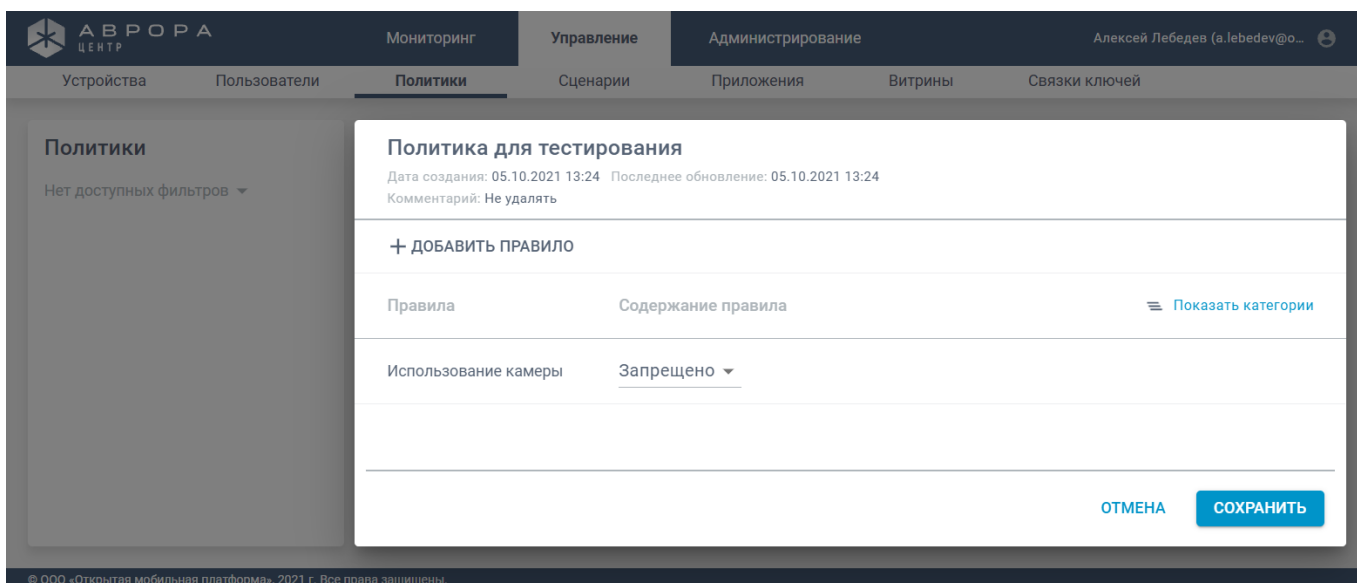 АВРОРА
ЦЕНТР
Мониторинг Управление Администрирование Алексей Лебедев (a.lebedev@o...
Устройства Пользователи Политики Сценарии Приложения Витрины Связки ключей
Политики
Нет доступных фильтров
Политика для тестирования
Дата создания: 05.10.2021 13:24 Последнее обновление: 05.10.2021 13:24
Комментарий: Не удалять
+ ДОБАВИТЬ ПРАВИЛО
Правила Содержание правила Показать категории
Использование камеры Запрещено
ОТМЕНА СОХРАНИТЬ
© ООО «Открытая мобильная платформа», 2021 г. Все права защищены.